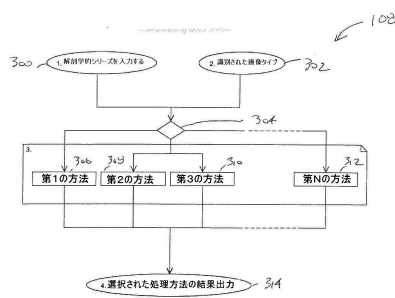 108
300
1. 解剖学的シリーズを入力する
2. 識別された画像タイプ
302
304
3.
306
第1の方法
308
第2の方法
310
第3の方法
312
第Nの方法
4. 選択された処理方法の結果出力
314